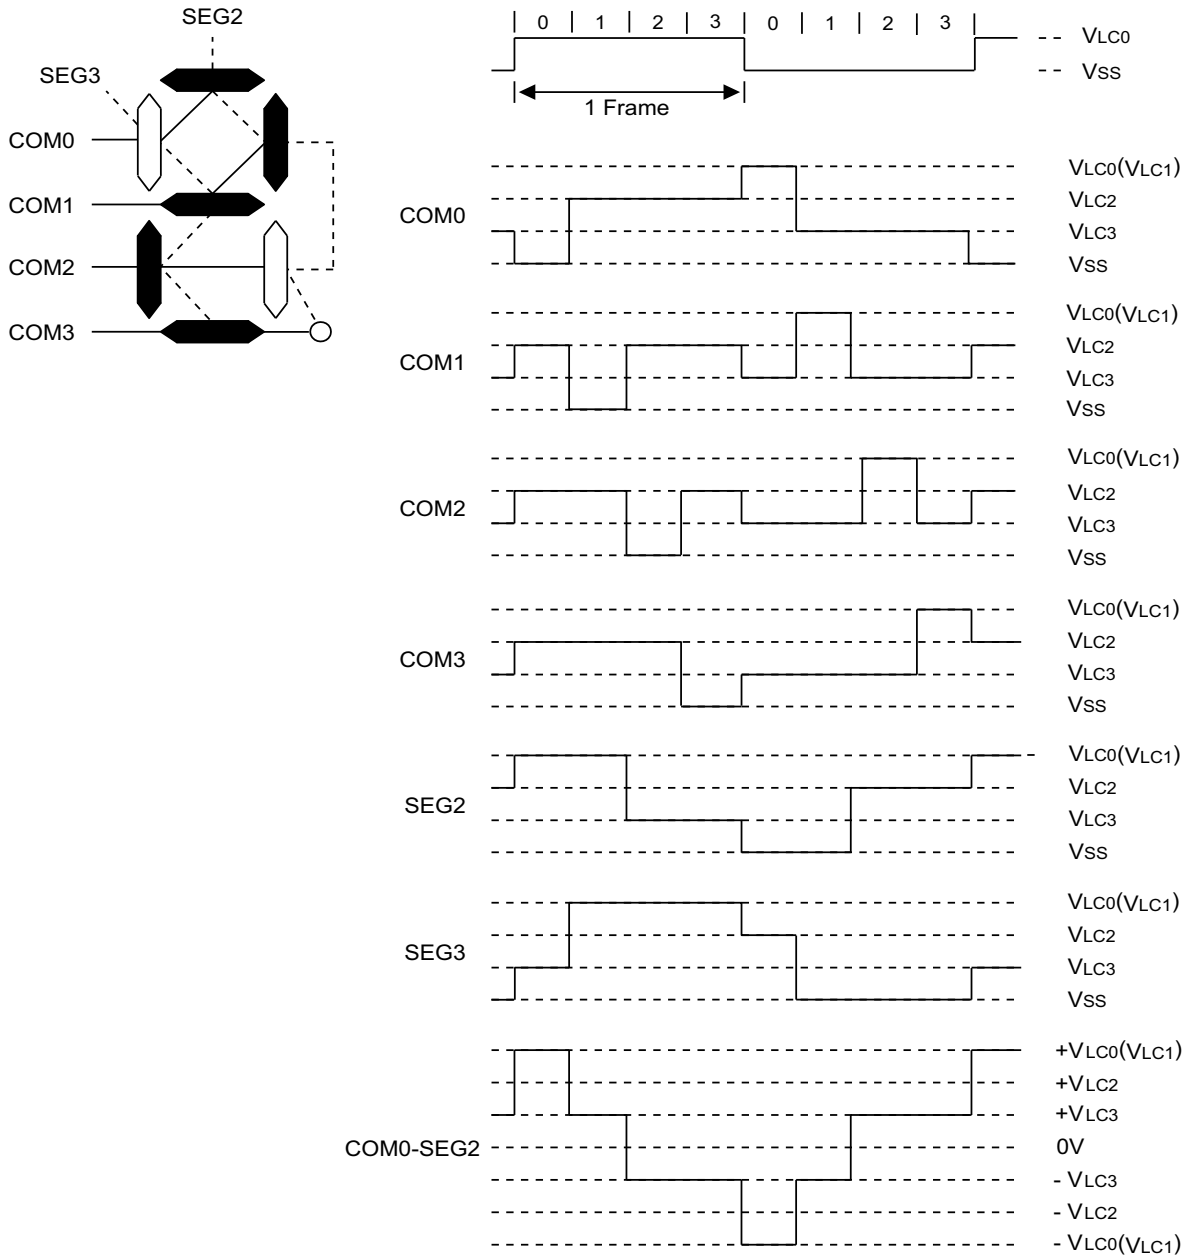 SEG2
SEG3
COM0
COM1
COM2
COM3
0 1 2 3 0 1 2 3
VLC0
VSS
1 Frame
COM0
VLC0(VLC1)
VLC2
VLC3
VSS
COM1
VLC0(VLC1)
VLC2
VLC3
VSS
COM2
VLC0(VLC1)
VLC2
VLC3
VSS
COM3
VLC0(VLC1)
VLC2
VLC3
VSS
SEG2
VLC0(VLC1)
VLC2
VLC3
VSS
SEG3
VLC0(VLC1)
VLC2
VLC3
VSS
COM0-SEG2
+VLC0(VLC1)
+VLC2
+VLC3
0V
- VLC3
- VLC2
- VLC0(VLC1)